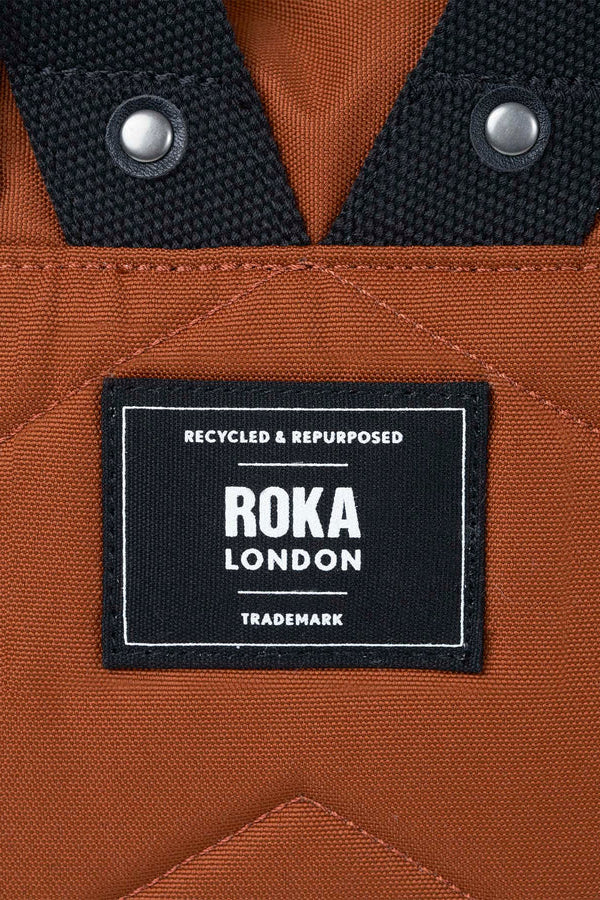 RECYCLED & REPURPOSED
ROKA
LONDON
TRADEMARK